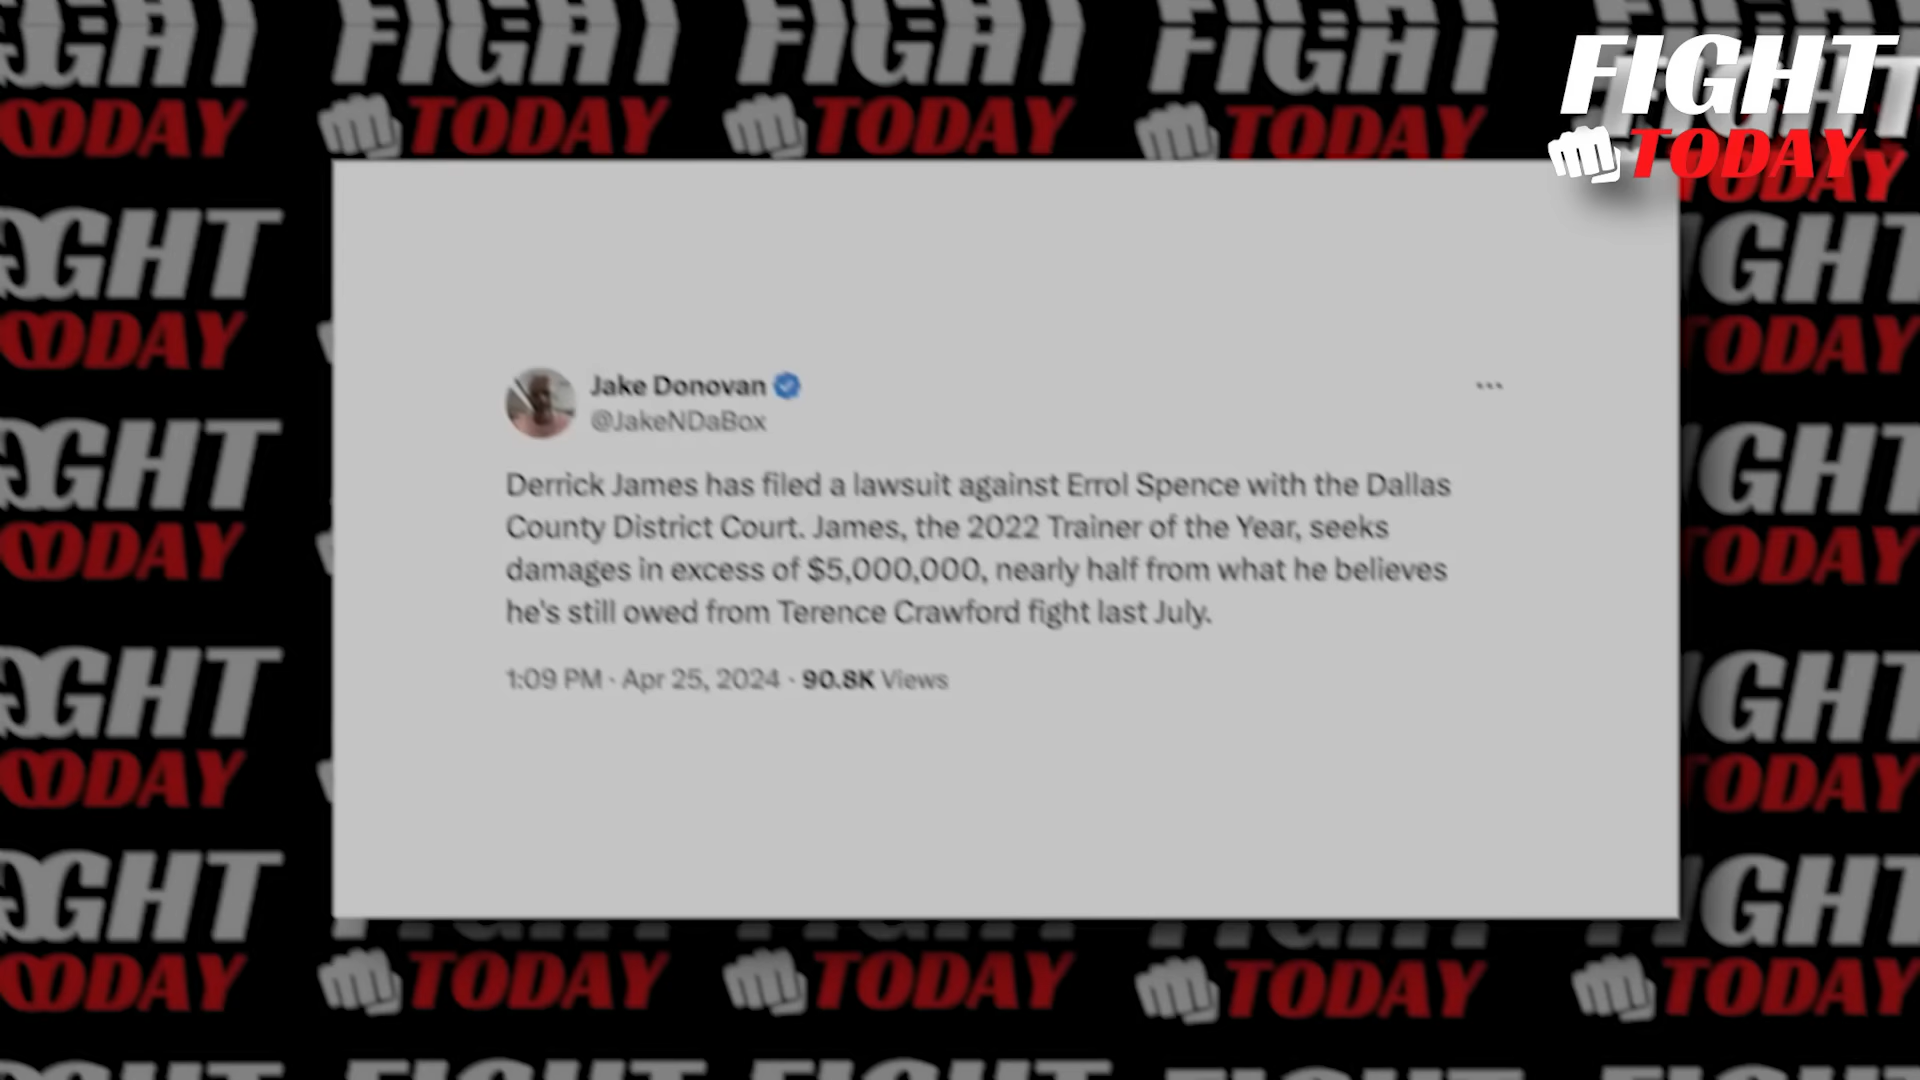 FIGHT
TODAY
Jake Donovan
@JakeNDaBox
Derrick James has filed a lawsuit against Errol Spence with the Dallas
County District Court. James, the 2022 Trainer of the Year, seeks
damages in excess of $5,000,000, nearly half from what he believes
he's still owed from Terence Crawford fight last July.
1:09 PM · Apr 25, 2024 · 90.8K Views